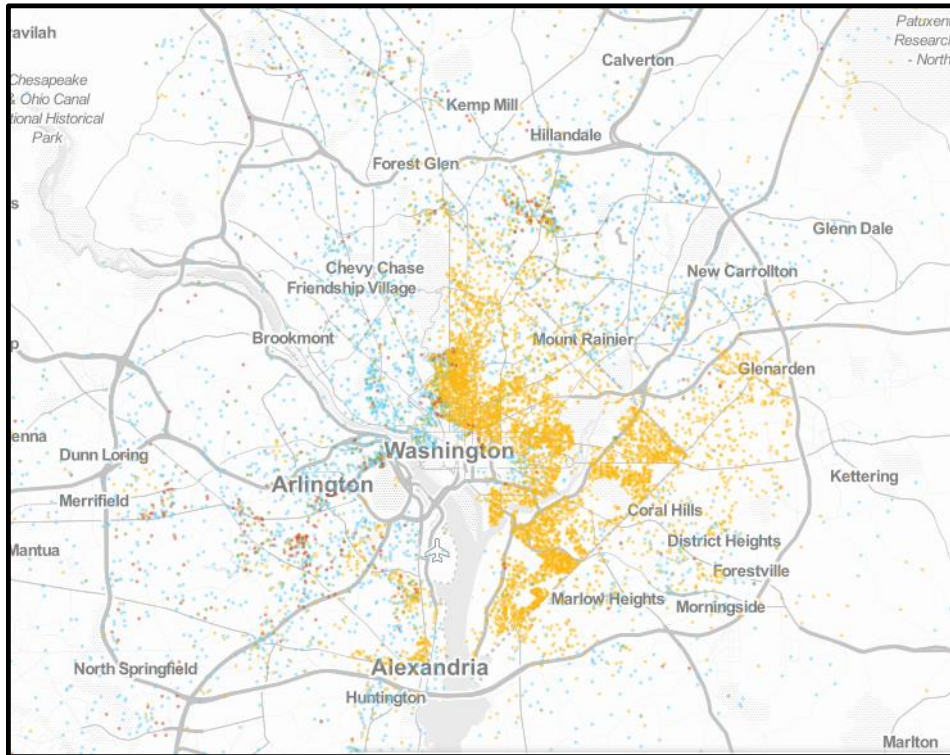 avilah
Patuxent
Research
- North
Calverton
Chesapeake
& Ohio Canal
tional Historical
Park
Kemp Mill
Hillandale
Forest Glen
s
Glenn Dale
Chevy Chase
New Carrollton
Friendship Village
Brookmont
Mount Rainier
p
Glenarden
enna
Dunn Loring
Washington
Arlington
Kettering
Merrifield
Coral Hills
Mantua
District Heights
Forestville
Marlow Heights
Morningside
North Springfield
Alexandria
Huntington
Marlton